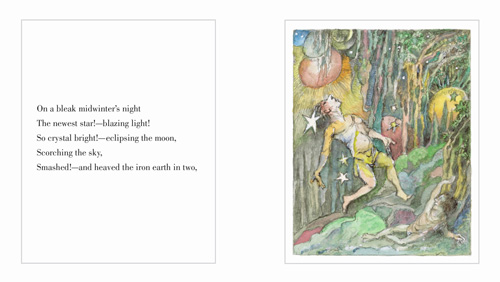 On a bleak midwinter's night
The newest star!—blazing light!
So crystal bright!—eclipsing the moon,
Scorching the sky,
Smashed!—and heaved the iron earth in two,